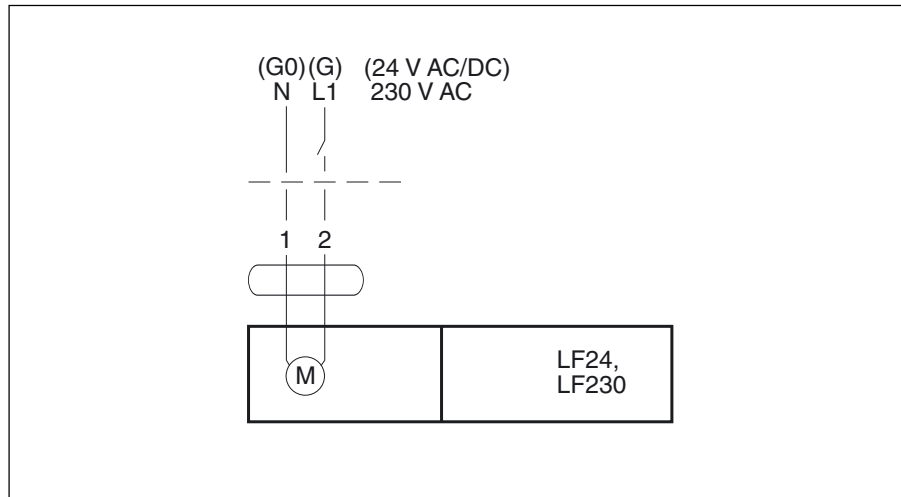 (G0) (G) (24 V AC/DC)
N L1 230 V AC
1 2
M
LF24,
LF230